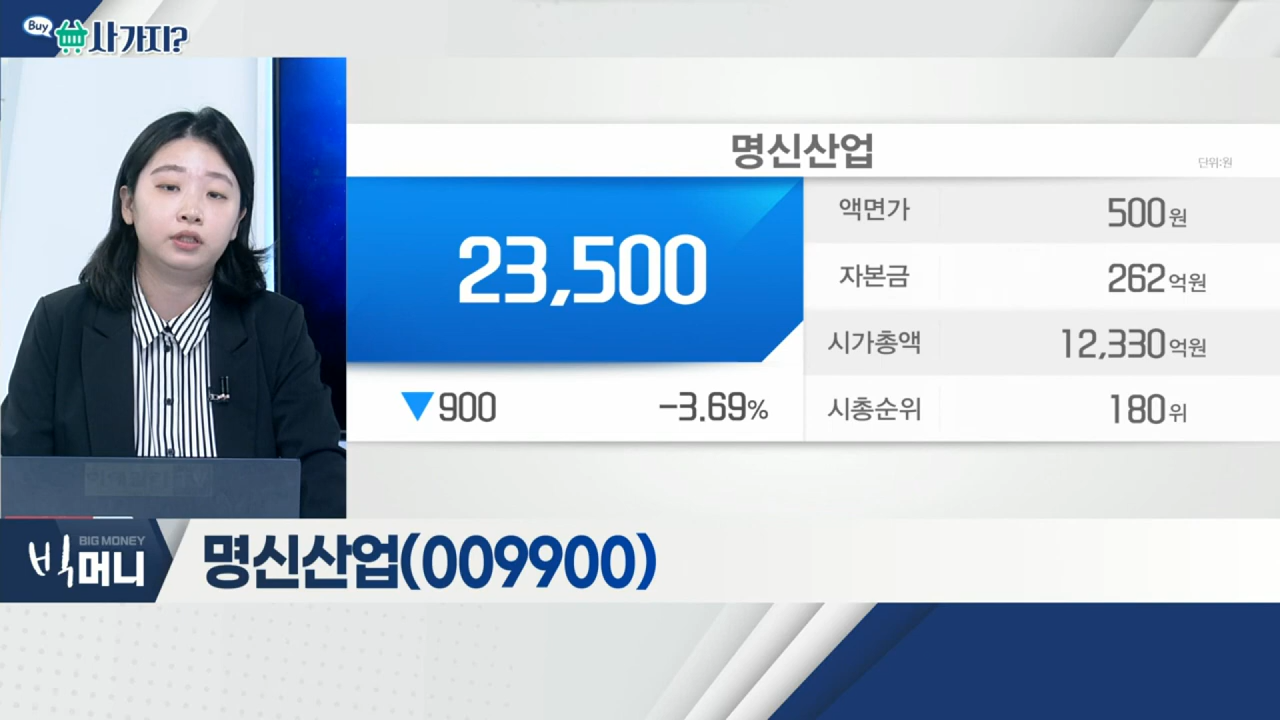 Buy
사가지?
명신산업
단위:원
23,500
▼900 -3.69%
액면가 500원
자본금 262억원
시가총액 12,330억원
시총순위 180위
BIG MONEY
빅머니
명신산업(009900)